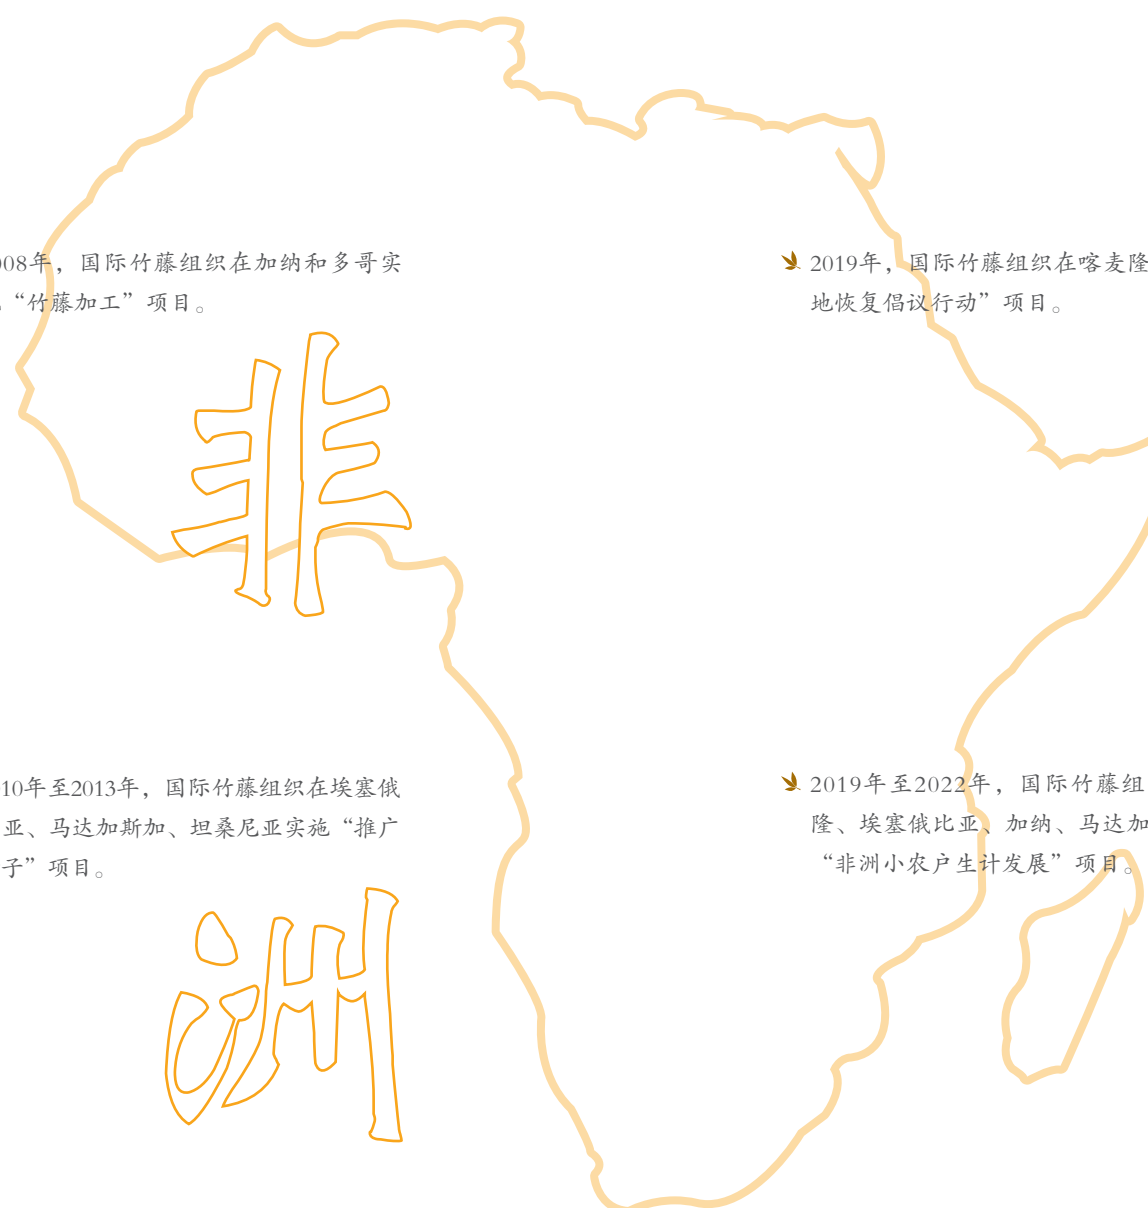 08年，国际竹藤组织在加纳和多哥实
“竹藤加工”项目。
非
10年至2013年，国际竹藤组织在埃塞俄
亚、马达加斯加、坦桑尼亚实施“推广
子”项目。
洲
2019年，国际竹藤组织在喀麦隆
地恢复倡议行动”项目。
2019年至2022年，国际竹藤组
隆、埃塞俄比亚、加纳、马达加
“非洲小农户生计发展”项目。